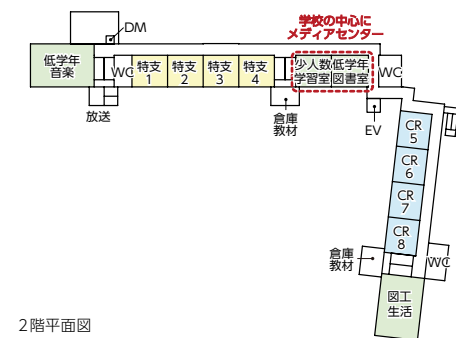 学校の中心に
メディアセンター
DM
低学年
音楽
WC
特支
1
特支
2
特支
3
特支
4
少人数
学習室
低学年
図書室
WC
放送
倉庫
教材
EV
CR
5
CR
6
CR
7
CR
8
倉庫
教材
WC
図工
生活
2階平面図